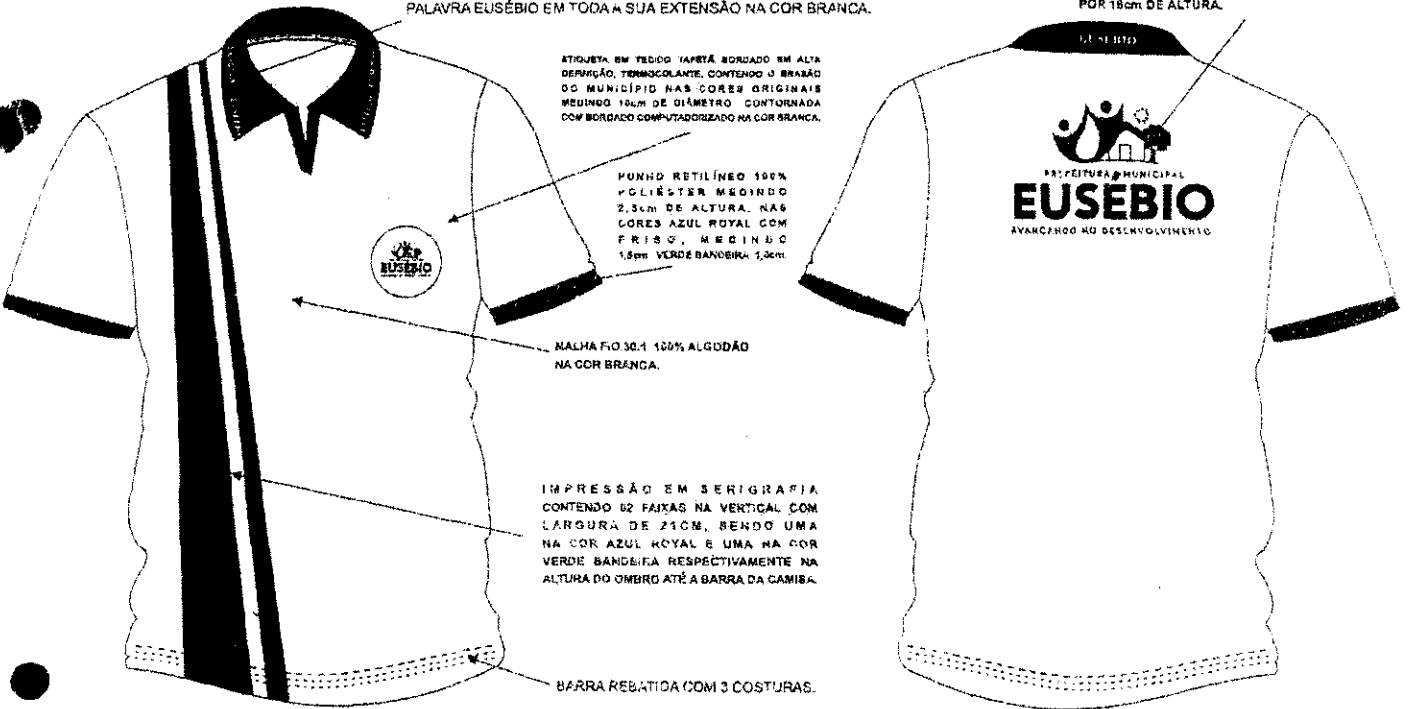 PALAVRA EUSÉBIO EM TODA A SUA EXTENSÃO NA COR BRANCA.
ETIQUETA EM TECIDO TAFETÁ BORDADO EM ALTA
DEFINIÇÃO, TERMOCOLANTE, CONTENDO O BRASÃO
DO MUNICÍPIO NAS CORES ORIGINAIS
MEDINDO 10cm DE DIÂMETRO CONTORNADA
COM BORDADO COMPUTADORIZADO NA COR BRANCA.
PUNHO RETILÍNEO 100%
POLIÉSTER MEDINDO
2,5cm DE ALTURA, NAS
CORES AZUL ROYAL COM
FRISO, MEDINDO
1,5cm VERDE BANDEIRA 1,0cm.
EUSÉBIO
MALHA FIO 30.1 100% ALGODÃO
NA COR BRANCA.
IMPRESSÃO EM SERIGRAFIA
CONTENDO 02 FAIXAS NA VERTICAL COM
LARGURA DE 21CM, SENDO UMA
NA COR AZUL ROYAL E UMA NA COR
VERDE BANDEIRA RESPECTIVAMENTE NA
ALTURA DO OMBRO ATÉ A BARRA DA CAMISA.
BARRA REBATIDA COM 3 COSTURAS.
POR 18cm DE ALTURA.
EUSÉBIO
PREFEITURA MUNICIPAL
EUSÉBIO
AVANÇANDO NO DESENVOLVIMENTO